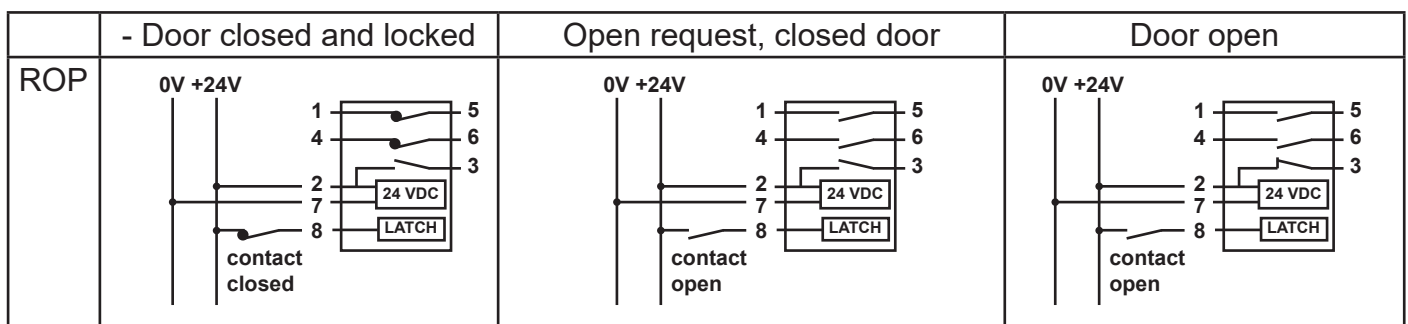 - Door closed and locked
Open request, closed door
Door open
ROP
0V +24V
1
5
4
6
3
2
24 VDC
7
8
LATCH
contact
closed
0V +24V
1
5
4
6
3
2
24 VDC
7
8
LATCH
contact
open
0V +24V
1
5
4
6
3
2
24 VDC
7
8
LATCH
contact
open